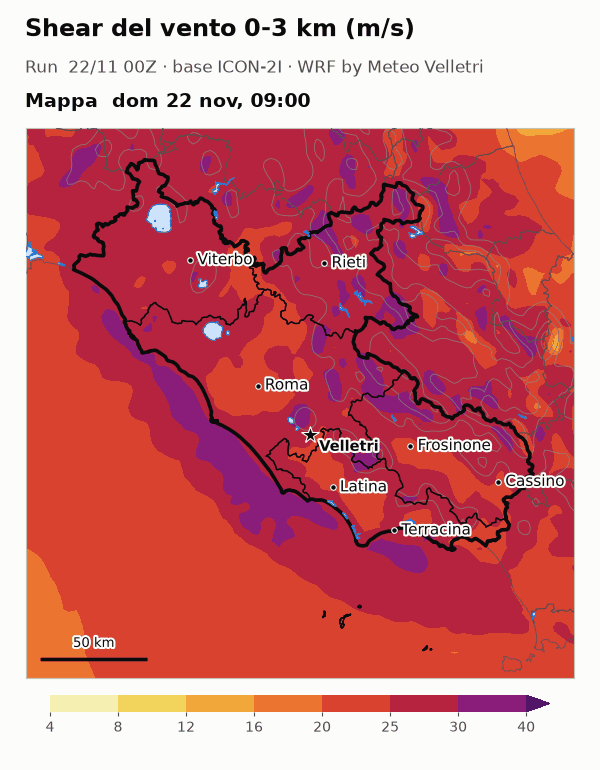 Shear del vento 0-3 km (m/s)
Run  22/11 00Z · base ICON-2I · WRF by Meteo Velletri
Mappa  dom 22 nov, 09:00
Viterbo
Rieti
Roma
Velletri
Frosinone
Cassino
Latina
Terracina
50 km
4 8 12 16 20 25 30 40